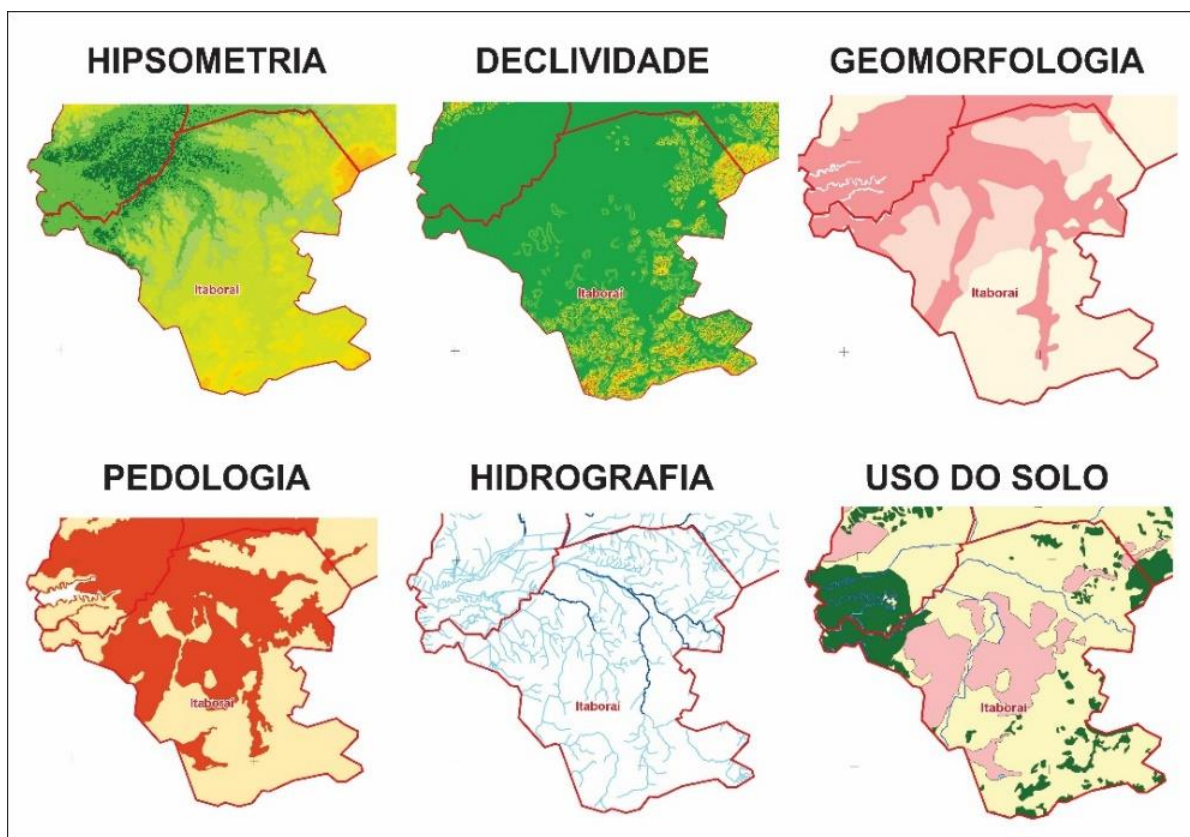 HIPSOMETRIA
DECLIVIDADE
GEOMORFOLOGIA
Itaboraí
Itaboraí
Itaboraí
PEDOLOGIA
HIDROGRAFIA
USO DO SOLO
Itaboraí
Itaboraí
Itaboraí